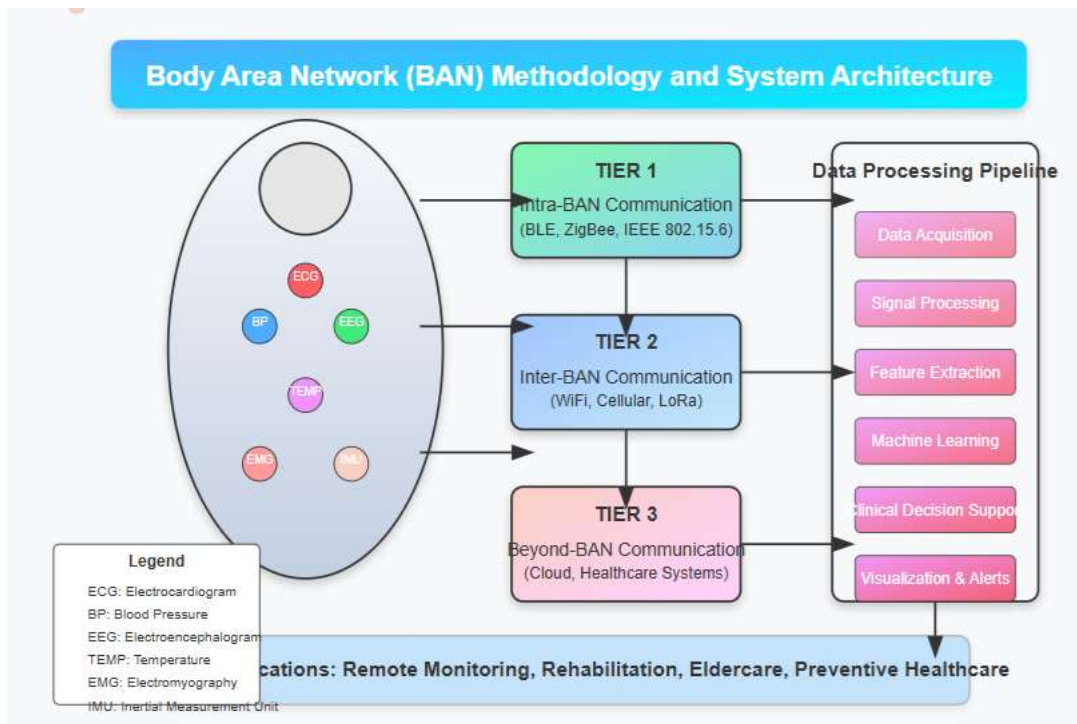 Body Area Network (BAN) Methodology and System Architecture
ECG
BP
EEG
TEMP
EMG
IMU
TIER 1
Intra-BAN Communication
(BLE, ZigBee, IEEE 802.15.6)
TIER 2
Inter-BAN Communication
(WiFi, Cellular, LoRa)
TIER 3
Beyond-BAN Communication
(Cloud, Healthcare Systems)
Data Processing Pipeline
Data Acquisition
Signal Processing
Feature Extraction
Machine Learning
Clinical Decision Support
Visualization & Alerts
Legend
ECG: Electrocardiogram
BP: Blood Pressure
EEG: Electroencephalogram
TEMP: Temperature
EMG: Electromyography
IMU: Inertial Measurement Unit
cations: Remote Monitoring, Rehabilitation, Eldercare, Preventive Healthcare